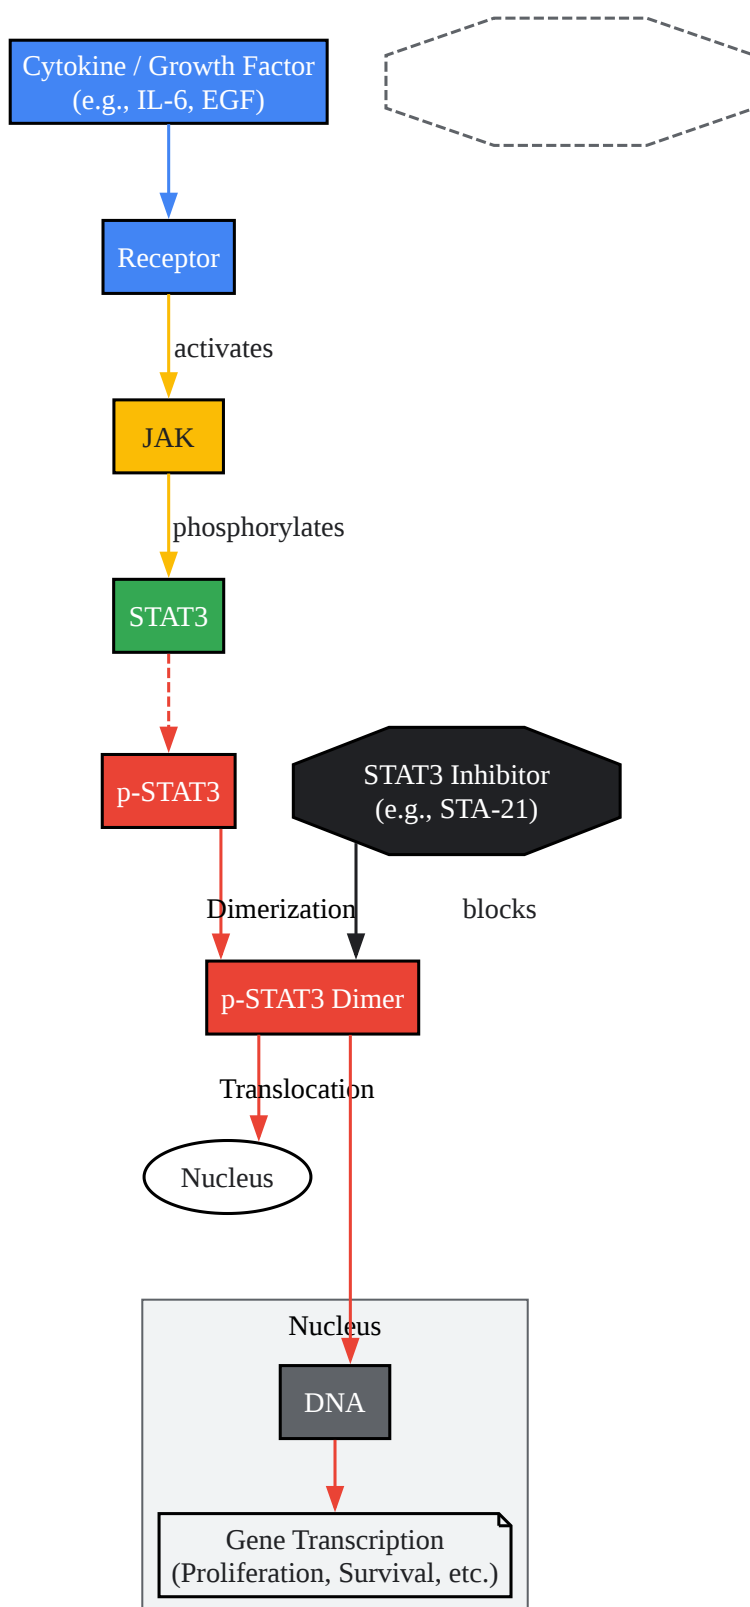 Cytokine / Growth Factor
(e.g., IL-6, EGF)
Receptor
activates
JAK
phosphorylates
STAT3
p-STAT3
STAT3 Inhibitor
(e.g., STA-21)
Dimerization
blocks
p-STAT3 Dimer
Translocation
Nucleus
Nucleus
DNA
Gene Transcription
(Proliferation, Survival, etc.)